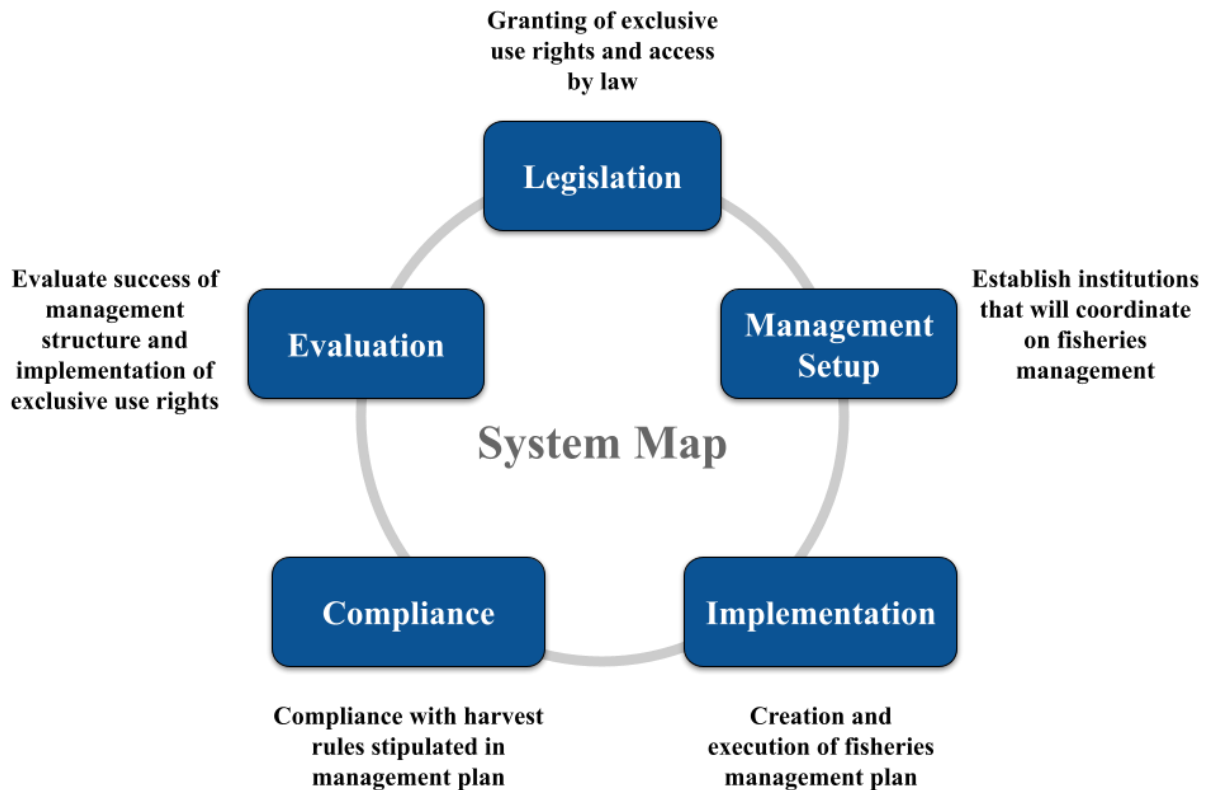 Granting of exclusive
use rights and access
by law
Legislation
Evaluate success of
management
structure and
implementation of
exclusive use rights
Evaluation
Management
Setup
Establish institutions
that will coordinate
on fisheries
management
System Map
Compliance
Implementation
Compliance with harvest
rules stipulated in
management plan
Creation and
execution of fisheries
management plan